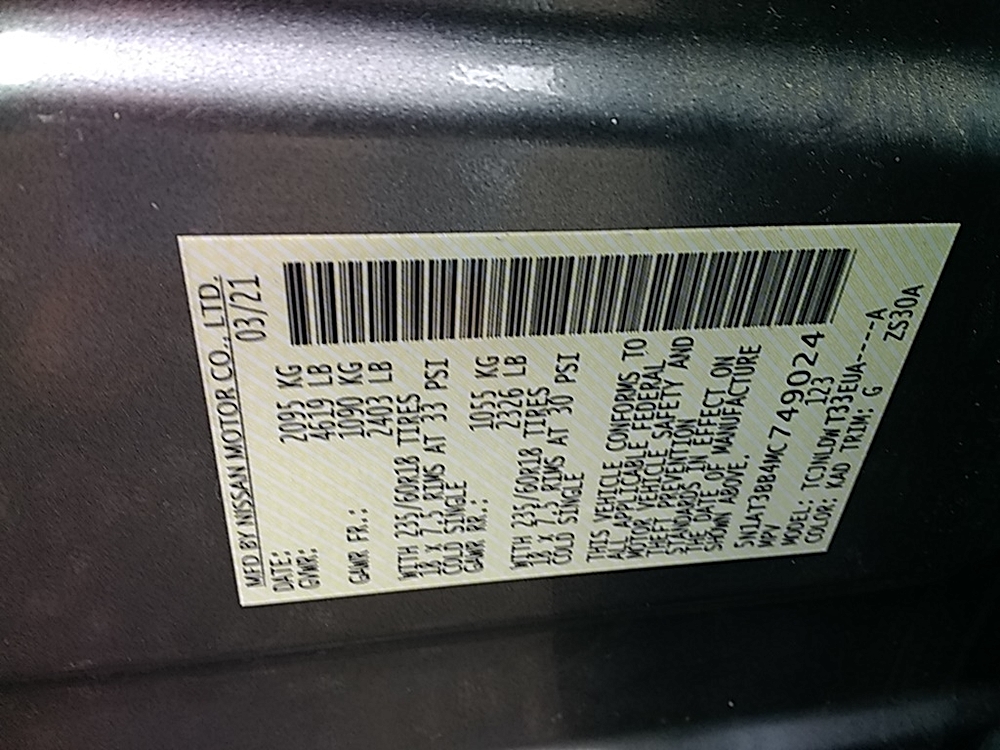 MFD BY NISSAN MOTOR CO., LTD.
DATE: 03/21
GVWR: 2095 KG
4619 LB
GAWR FR.: 1090 KG
2403 LB
WITH 235/60R18 TIRES
18 X 7.5 RIMS AT 33 PSI
COLD SINGLE
GAWR RR.: 1055 KG
2326 LB
WITH 235/60R18 TIRES
18 X 7.5 RIMS AT 30 PSI
COLD SINGLE
THIS VEHICLE CONFORMS TO
ALL APPLICABLE FEDERAL
MOTOR VEHICLE SAFETY AND
THEFT PREVENTION
STANDARDS IN EFFECT ON
THE DATE OF MANUFACTURE
SHOWN ABOVE.
5N1AT3BB4MC749024
MPV 123
MODEL: TCJNLDWT33EUA-----A
COLOR: KAD TRIM: G ZS30A